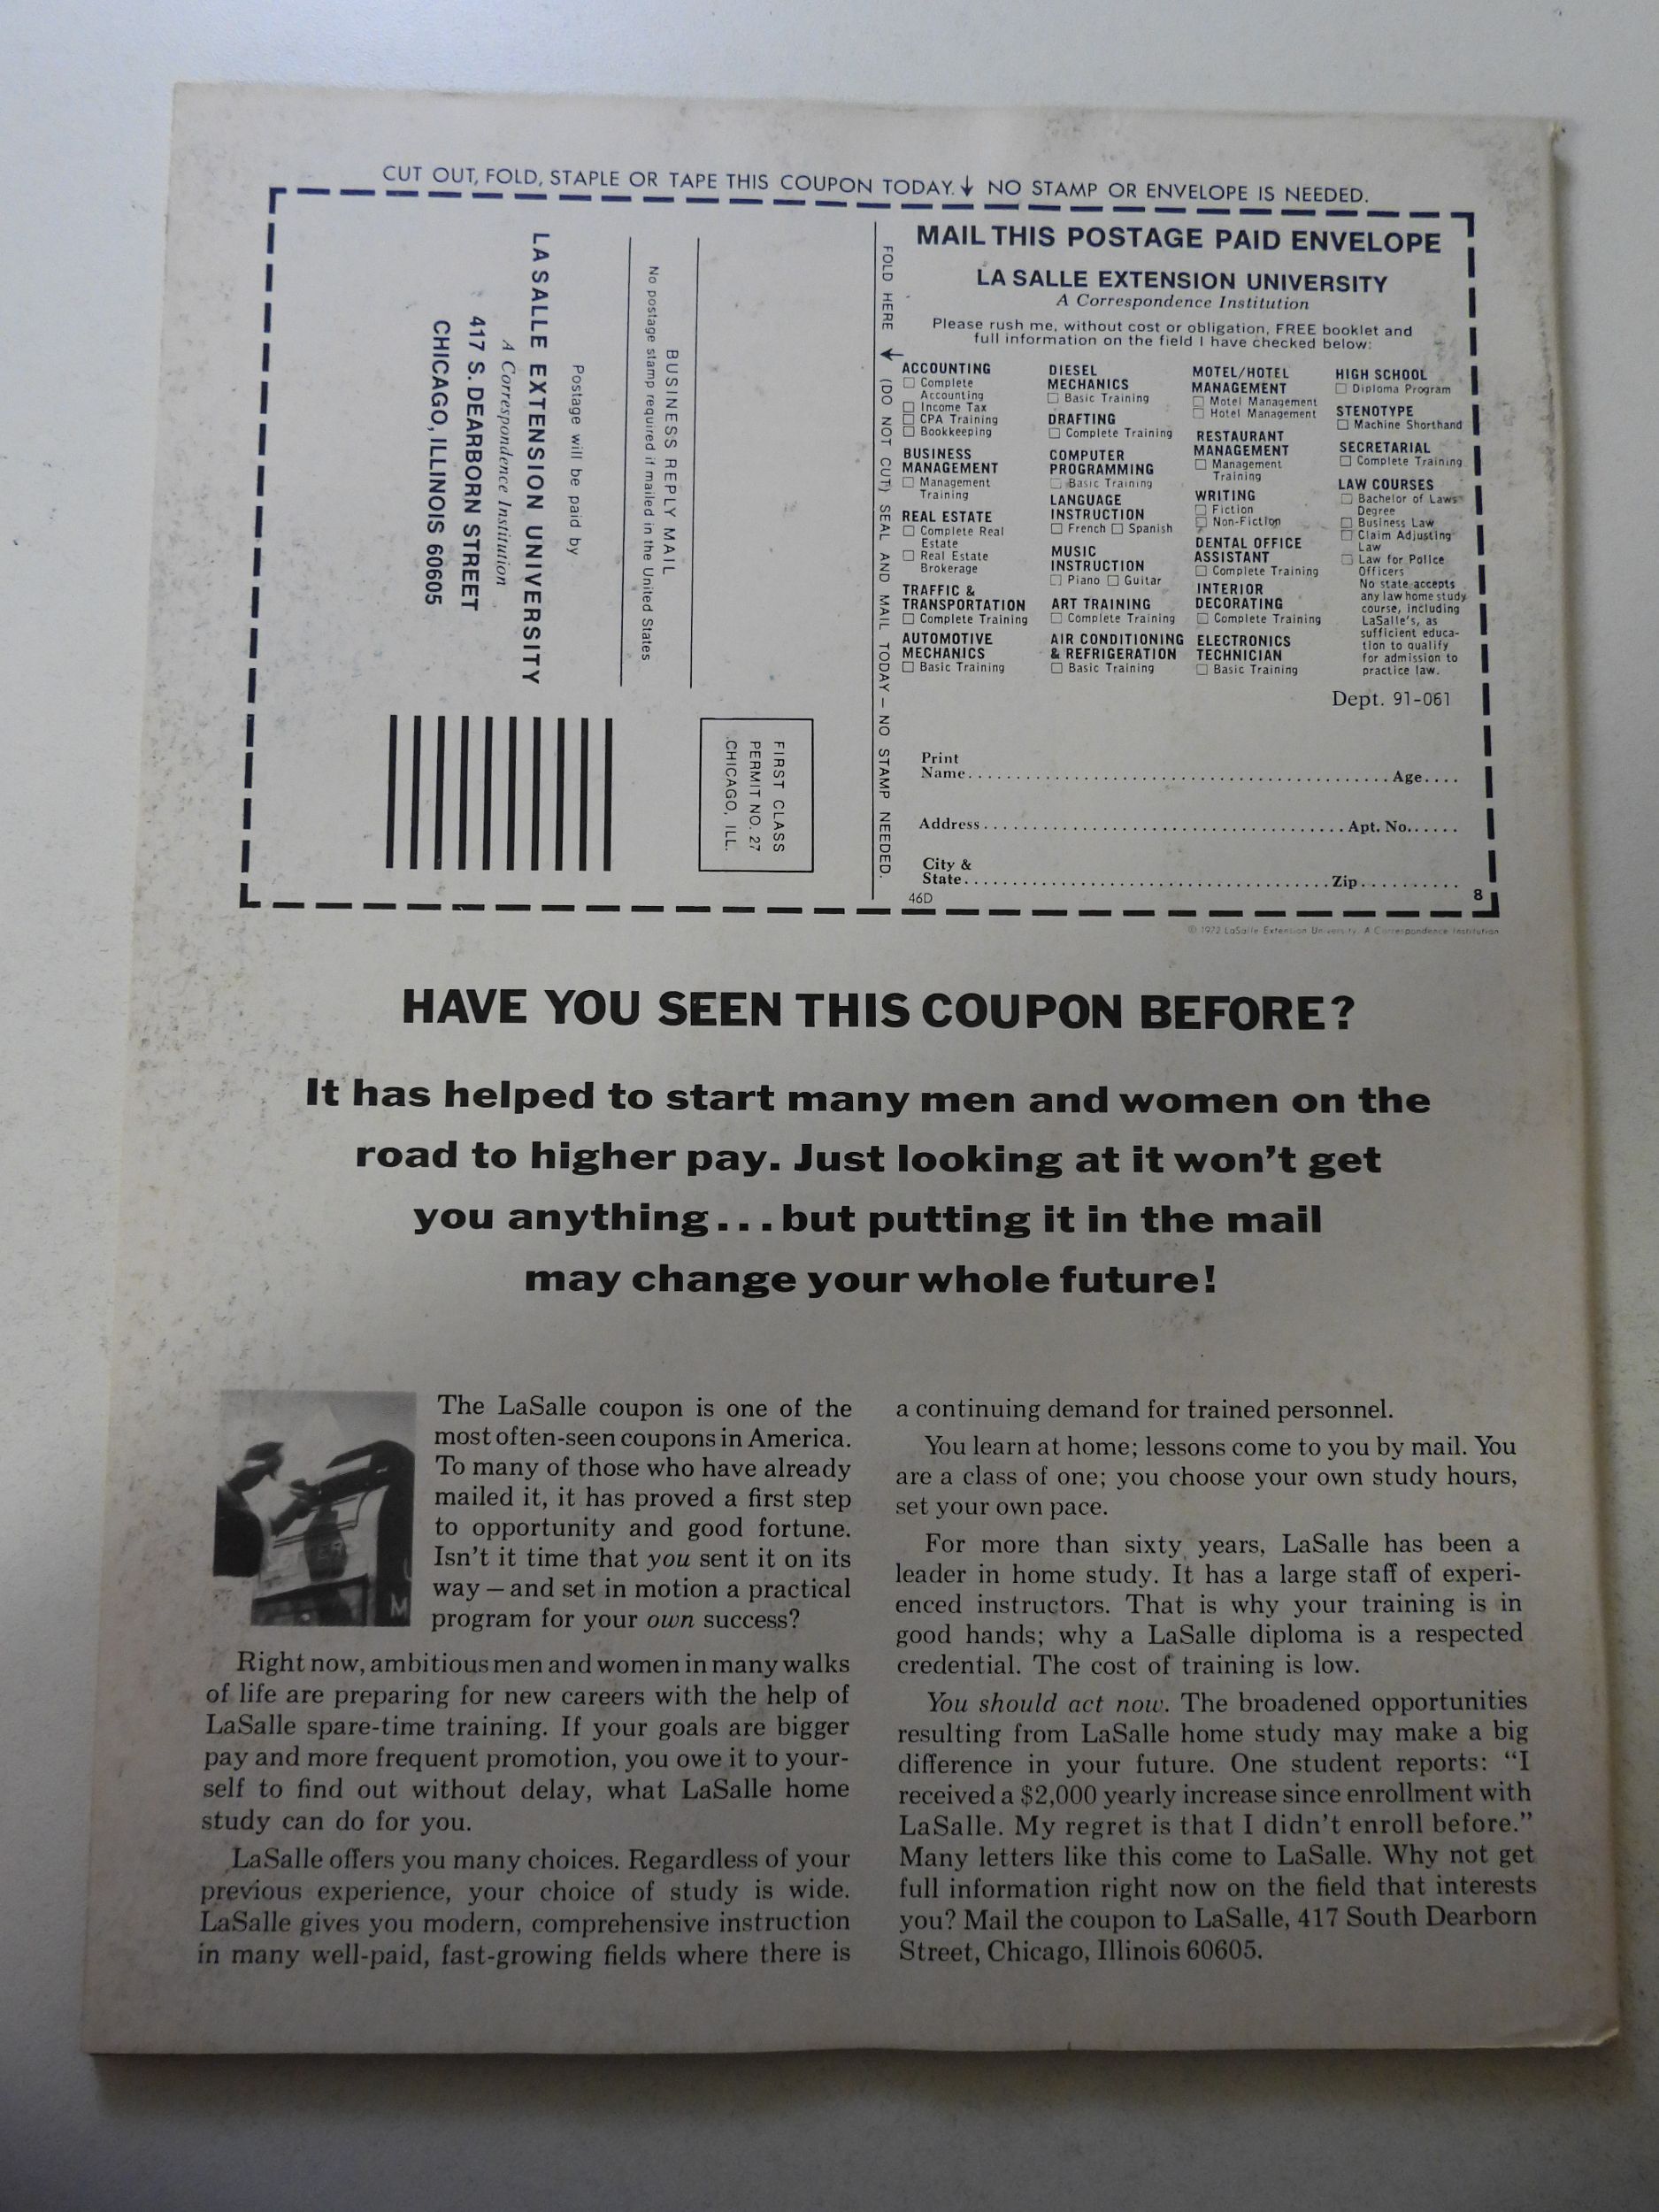 CUT OUT, FOLD, STAPLE OR TAPE THIS COUPON TODAY. ↓ NO STAMP OR ENVELOPE IS NEEDED.
No postage stamp required if mailed in the United States
BUSINESS REPLY MAIL
Postage will be paid by
LA SALLE EXTENSION UNIVERSITY
A Correspondence Institution
417 S. DEARBORN STREET
CHICAGO, ILLINOIS 60605
FIRST CLASS
PERMIT NO. 27
CHICAGO, ILL.
FOLD HERE → (DO NOT CUT) SEAL AND MAIL TODAY — NO STAMP NEEDED.
MAIL THIS POSTAGE PAID ENVELOPE
LA SALLE EXTENSION UNIVERSITY
A Correspondence Institution
Please rush me, without cost or obligation, FREE booklet and
full information on the field I have checked below:
ACCOUNTING
☐ Complete
Accounting
☐ Income Tax
☐ CPA Training
☐ Bookkeeping
BUSINESS
MANAGEMENT
☐ Management
Training
REAL ESTATE
☐ Complete Real
Estate
☐ Real Estate
Brokerage
TRAFFIC &
TRANSPORTATION
☐ Complete Training
AUTOMOTIVE
MECHANICS
☐ Basic Training
DIESEL
MECHANICS
☐ Basic Training
DRAFTING
☐ Complete Training
COMPUTER
PROGRAMMING
☐ Basic Training
LANGUAGE
INSTRUCTION
☐ French ☐ Spanish
MUSIC
INSTRUCTION
☐ Piano ☐ Guitar
ART TRAINING
☐ Complete Training
AIR CONDITIONING
& REFRIGERATION
☐ Basic Training
MOTEL/HOTEL
MANAGEMENT
☐ Motel Management
☐ Hotel Management
RESTAURANT
MANAGEMENT
☐ Management
Training
WRITING
☐ Fiction
☐ Non-Fiction
DENTAL OFFICE
ASSISTANT
☐ Complete Training
INTERIOR
DECORATING
☐ Complete Training
ELECTRONICS
TECHNICIAN
☐ Basic Training
HIGH SCHOOL
☐ Diploma Program
STENOTYPE
☐ Machine Shorthand
SECRETARIAL
☐ Complete Training
LAW COURSES
☐ Bachelor of Laws
Degree
☐ Business Law
☐ Claim Adjusting
Law
☐ Law for Police
Officers
No state accepts
any law home study
course, including
LaSalle's, as
sufficient educa-
tion to qualify
for admission to
practice law.
Dept. 91-061
Print
Name.......... Age....
Address.......... Apt. No......
City &
State.......... Zip..........
46D
8
© 1972 LaSalle Extension University. A Correspondence Institution
HAVE YOU SEEN THIS COUPON BEFORE?
It has helped to start many men and women on the
road to higher pay. Just looking at it won't get
you anything...but putting it in the mail
may change your whole future!
The LaSalle coupon is one of the
most often-seen coupons in America.
To many of those who have already
mailed it, it has proved a first step
to opportunity and good fortune.
Isn't it time that you sent it on its
way — and set in motion a practical
program for your own success?
Right now, ambitious men and women in many walks
of life are preparing for new careers with the help of
LaSalle spare-time training. If your goals are bigger
pay and more frequent promotion, you owe it to your-
self to find out without delay, what LaSalle home
study can do for you.
LaSalle offers you many choices. Regardless of your
previous experience, your choice of study is wide.
LaSalle gives you modern, comprehensive instruction
in many well-paid, fast-growing fields where there is
a continuing demand for trained personnel.
You learn at home; lessons come to you by mail. You
are a class of one; you choose your own study hours,
set your own pace.
For more than sixty years, LaSalle has been a
leader in home study. It has a large staff of experi-
enced instructors. That is why your training is in
good hands; why a LaSalle diploma is a respected
credential. The cost of training is low.
You should act now. The broadened opportunities
resulting from LaSalle home study may make a big
difference in your future. One student reports: "I
received a $2,000 yearly increase since enrollment with
LaSalle. My regret is that I didn't enroll before."
Many letters like this come to LaSalle. Why not get
full information right now on the field that interests
you? Mail the coupon to LaSalle, 417 South Dearborn
Street, Chicago, Illinois 60605.